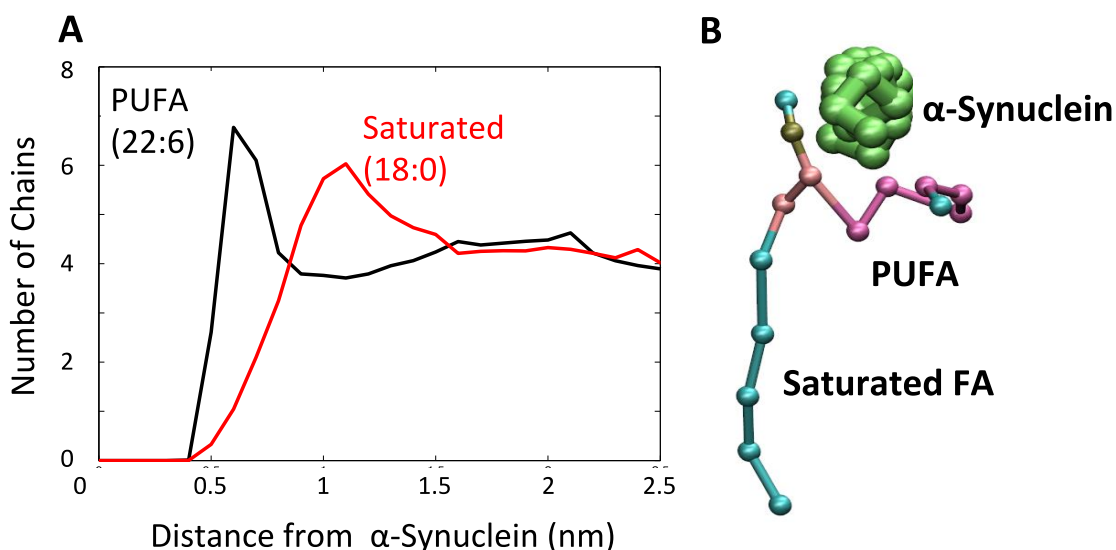 A
B
8
6
4
2
0
PUFA
(22:6)
Saturated
(18:0)
Number of Chains
0
0.5
1
1.5
2
2.5
Distance from α-Synuclein (nm)
α-Synuclein
PUFA
Saturated FA